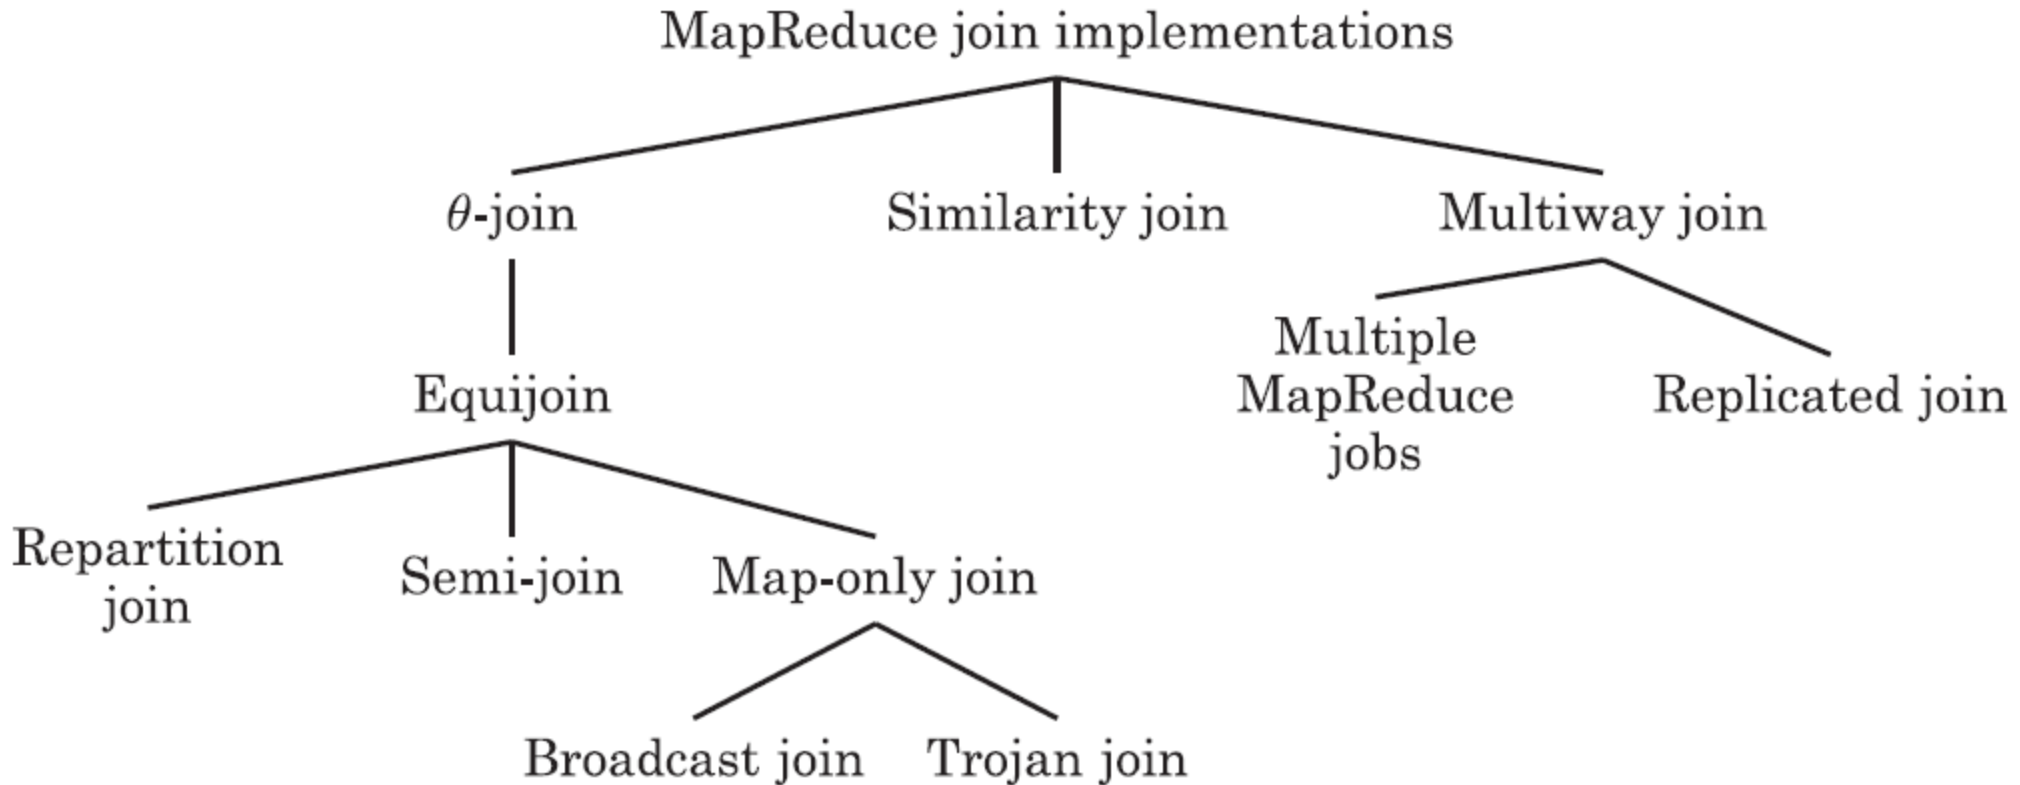 MapReduce join implementations
θ-join
Similarity join
Multiway join
Multiple
MapReduce
jobs
Replicated join
Equijoin
Repartition
join
Semi-join
Map-only join
Broadcast join
Trojan join